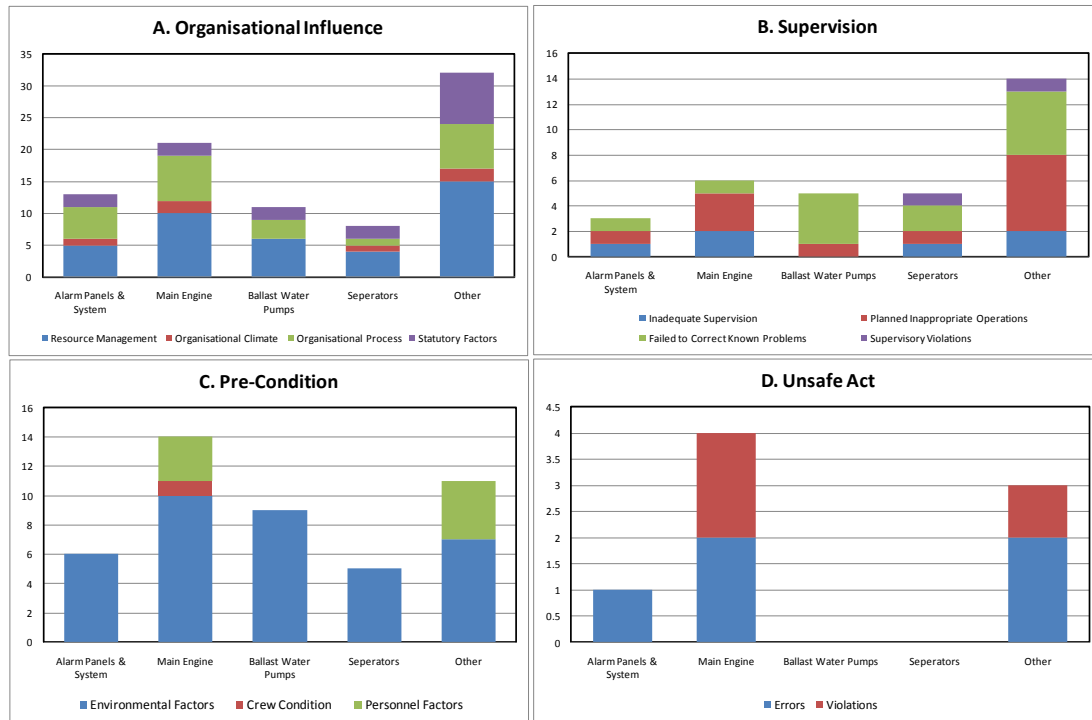 A. Organisational Influence
35
30
25
20
15
10
5
0
Alarm Panels &
System
Main Engine
Ballast Water
Pumps
Seperators
Other
Resource Management
Organisational Climate
Organisational Process
Statutory Factors
B. Supervision
16
14
12
10
8
6
4
2
0
Alarm Panels &
System
Main Engine
Ballast Water Pumps
Seperators
Other
Inadequate Supervision
Planned Inappropriate Operations
Failed to Correct Known Problems
Supervisory Violations
C. Pre-Condition
16
14
12
10
8
6
4
2
0
Alarm Panels &
System
Main Engine
Ballast Water
Pumps
Seperators
Other
Environmental Factors
Crew Condition
Personnel Factors
D. Unsafe Act
4.5
4
3.5
3
2.5
2
1.5
1
0.5
0
Alarm Panels &
System
Main Engine
Ballast Water Pumps
Seperators
Other
Errors
Violations